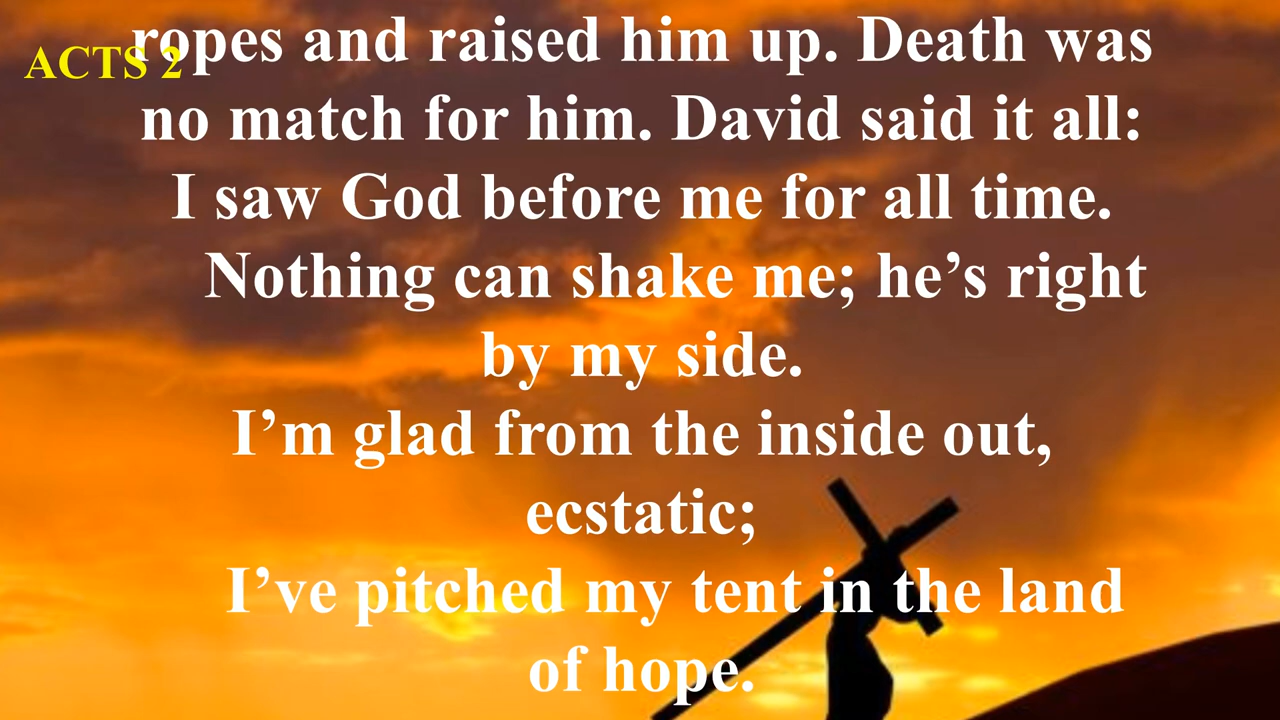 ACTS 2
ropes and raised him up. Death was
no match for him. David said it all:
I saw God before me for all time.
Nothing can shake me; he’s right
by my side.
I’m glad from the inside out,
ecstatic;
I’ve pitched my tent in the land
of hope.